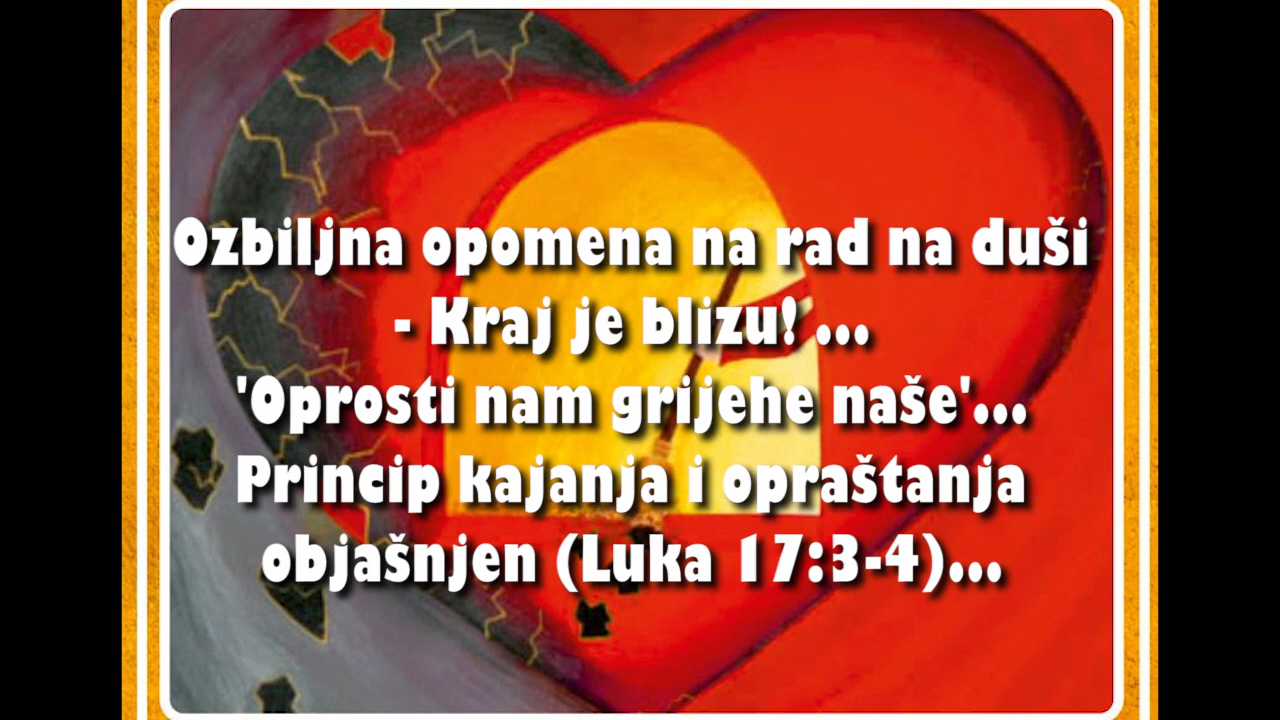 Ozbiljna opomena na rad na duši
- Kraj je blizu! ...
'Oprosti nam grijehe naše'...
Princip kajanja i opraštanja
objašnjen (Luka 17:3-4)...